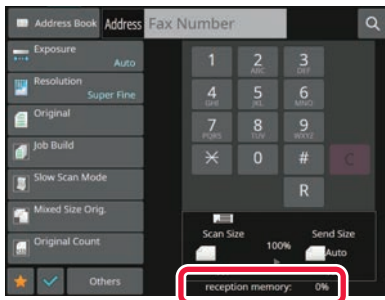 Address Book Address Fax Number
Exposure
Auto
Resolution
Super Fine
Original
Job Build
Slow Scan Mode
Mixed Size Orig.
Original Count
Others
1 2 3
ABC DEF
4 5 6
GHI JKL MNO
7 8 9
PQRS TUV WXYZ
0 # C
R
Scan Size 100% Send Size
Auto
reception memory: 0%